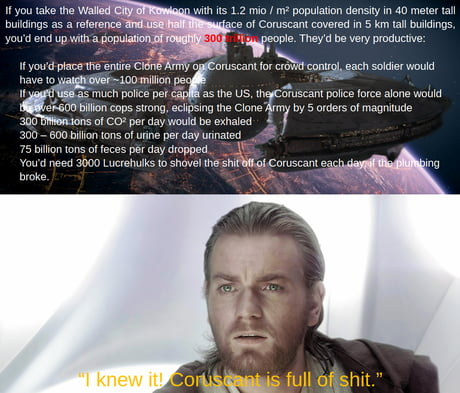 If you take the Walled City of Kowloon with its 1.2 mio / m² population density in 40 meter tall
buildings as a reference and use half the surface of Coruscant covered in 5 km tall buildings,
you'd end up with a population of roughly 300 trillion people. They'd be very productive:
If you'd place the entire Clone Army on Coruscant for crowd control, each soldier would
have to watch over ~100 million people
If you'd use as much police per capita as the US, the Coruscant police force alone would
be over 600 billion cops strong, eclipsing the Clone Army by 5 orders of magnitude
300 billion tons of CO² per day would be exhaled
300 – 600 billion tons of urine per day urinated
75 billion tons of feces per day dropped
You'd need 3000 Lucrehulks to shovel the shit off of Coruscant each day, if the plumbing
broke.
“I knew it! Coruscant is full of shit.”